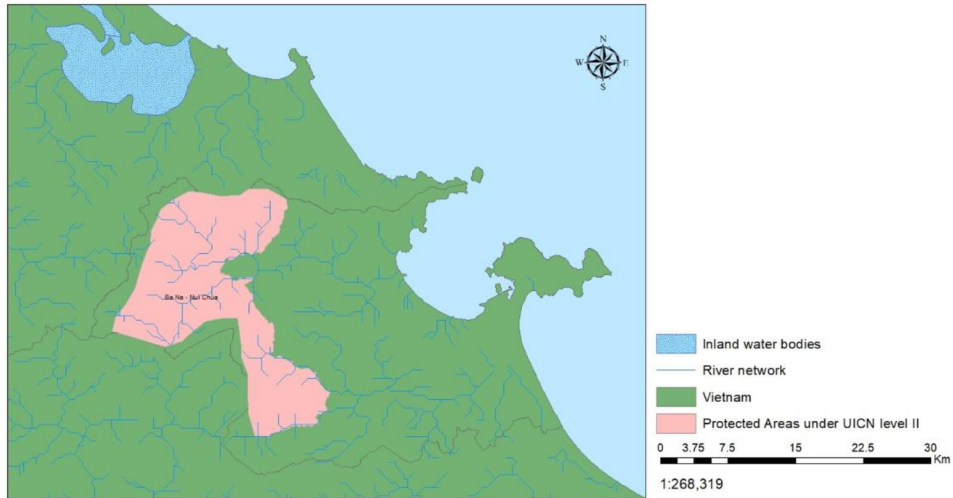 N
W E
S
Ba Na - Nui Chua
Inland water bodies
River network
Vietnam
Protected Areas under UICN level II
0 3.75 7.5 15 22.5 30
Km
1:268,319